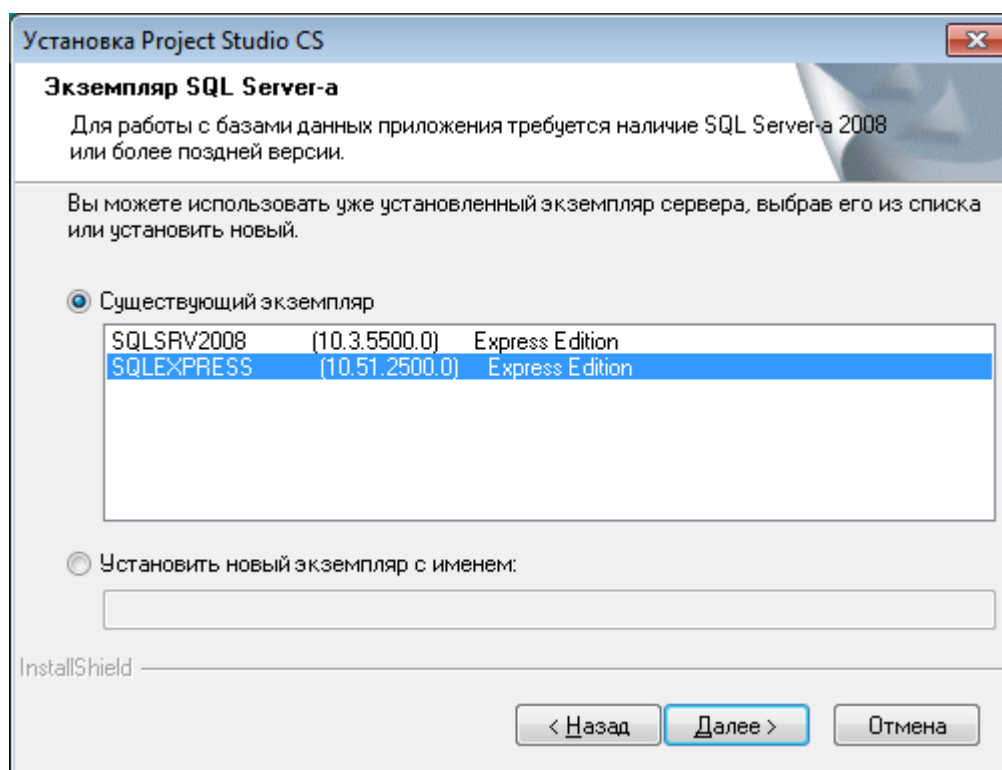 Установка Project Studio CS
Экземпляр SQL Server-а
Для работы с базами данных приложения требуется наличие SQL Server-а 2008
или более поздней версии.
Вы можете использовать уже установленный экземпляр сервера, выбрав его из списка
или установить новый.
Существующий экземпляр
SQLSRV2008 (10.3.5500.0) Express Edition
SQLEXPRESS (10.51.2500.0) Express Edition
Установить новый экземпляр с именем:
InstallShield
< Назад Далее > Отмена